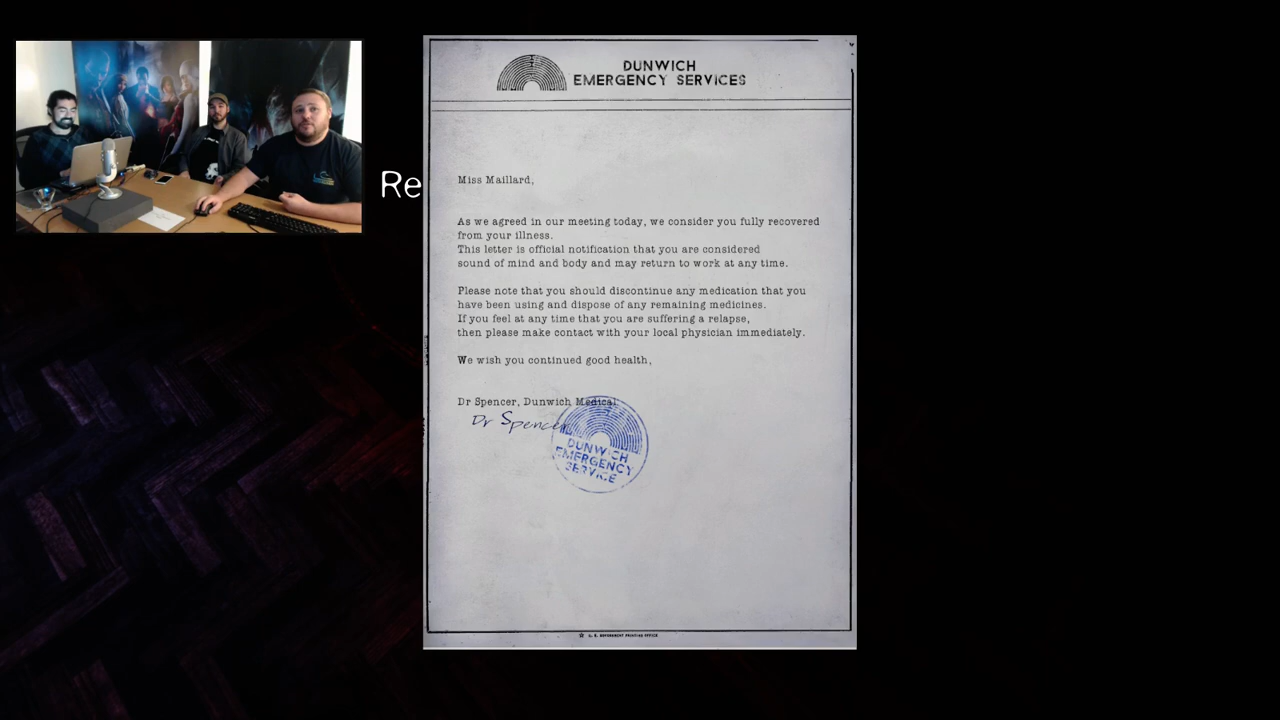 DUNWICH
EMERGENCY SERVICES
Re
Miss Maillard,
As we agreed in our meeting today, we consider you fully recovered
from your illness.
This letter is official notification that you are considered
sound of mind and body and may return to work at any time.
Please note that you should discontinue any medication that you
have been using and dispose of any remaining medicines.
If you feel at any time that you are suffering a relapse,
then please make contact with your local physician immediately.
We wish you continued good health,
Dr Spencer, Dunwich Medical
Dr Spencer
DUNWICH
EMERGENCY
SERVICE
U. S. GOVERNMENT PRINTING OFFICE